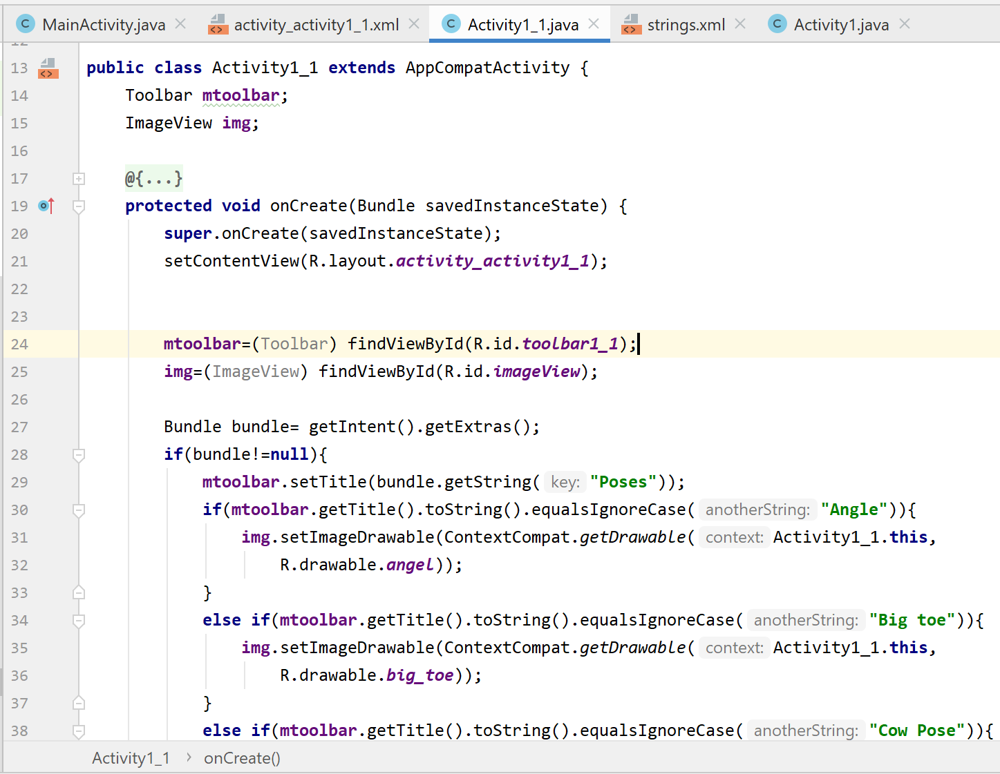 MainActivity.java activity_activity1_1.xml Activity1_1.java strings.xml Activity1.java
12
13 public class Activity1_1 extends AppCompatActivity {
14 Toolbar mtoolbar;
15 ImageView img;
16
17 @{...}
19 protected void onCreate(Bundle savedInstanceState) {
20 super.onCreate(savedInstanceState);
21 setContentView(R.layout.activity_activity1_1);
22
23
24 mtoolbar=(Toolbar) findViewById(R.id.toolbar1_1);
25 img=(ImageView) findViewById(R.id.imageView);
26
27 Bundle bundle= getIntent().getExtras();
28 if(bundle!=null){
29 mtoolbar.setTitle(bundle.getString( key: "Poses"));
30 if(mtoolbar.getTitle().toString().equalsIgnoreCase( anotherString: "Angle")){
31 img.setImageDrawable(ContextCompat.getDrawable( context: Activity1_1.this,
32 R.drawable.angel));
33 }
34 else if(mtoolbar.getTitle().toString().equalsIgnoreCase( anotherString: "Big toe")){
35 img.setImageDrawable(ContextCompat.getDrawable( context: Activity1_1.this,
36 R.drawable.big_toe));
37 }
38 else if(mtoolbar.getTitle().toString().equalsIgnoreCase( anotherString: "Cow Pose")){
Activity1_1 › onCreate()